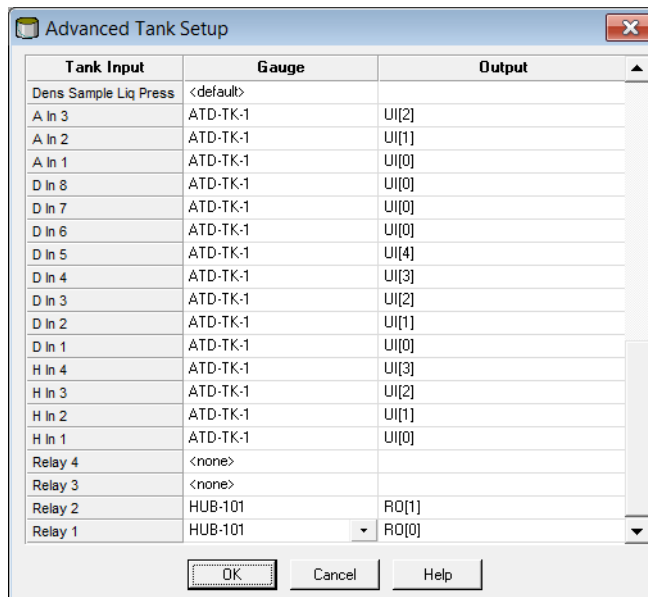 Advanced Tank Setup
Tank Input Gauge Output
Dens Sample Liq Press <default>
A In 3 ATD-TK-1 UI[2]
A In 2 ATD-TK-1 UI[1]
A In 1 ATD-TK-1 UI[0]
D In 8 ATD-TK-1 UI[0]
D In 7 ATD-TK-1 UI[0]
D In 6 ATD-TK-1 UI[0]
D In 5 ATD-TK-1 UI[4]
D In 4 ATD-TK-1 UI[3]
D In 3 ATD-TK-1 UI[2]
D In 2 ATD-TK-1 UI[1]
D In 1 ATD-TK-1 UI[0]
H In 4 ATD-TK-1 UI[3]
H In 3 ATD-TK-1 UI[2]
H In 2 ATD-TK-1 UI[1]
H In 1 ATD-TK-1 UI[0]
Relay 4 <none>
Relay 3 <none>
Relay 2 HUB-101 RO[1]
Relay 1 HUB-101 RO[0]
OK Cancel Help